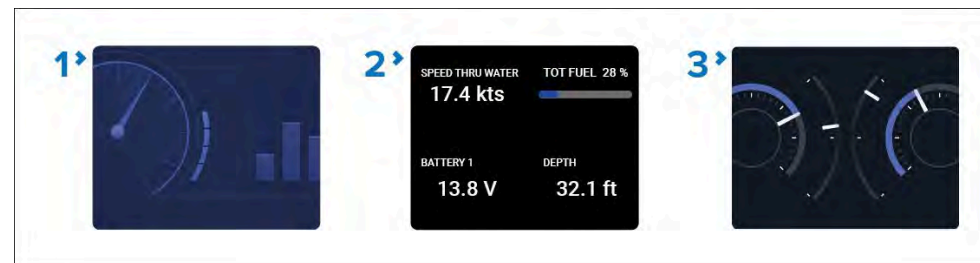 1
2
SPEED THRU WATER
17.4 kts
TOT FUEL 28 %
BATTERY 1
13.8 V
DEPTH
32.1 ft
3